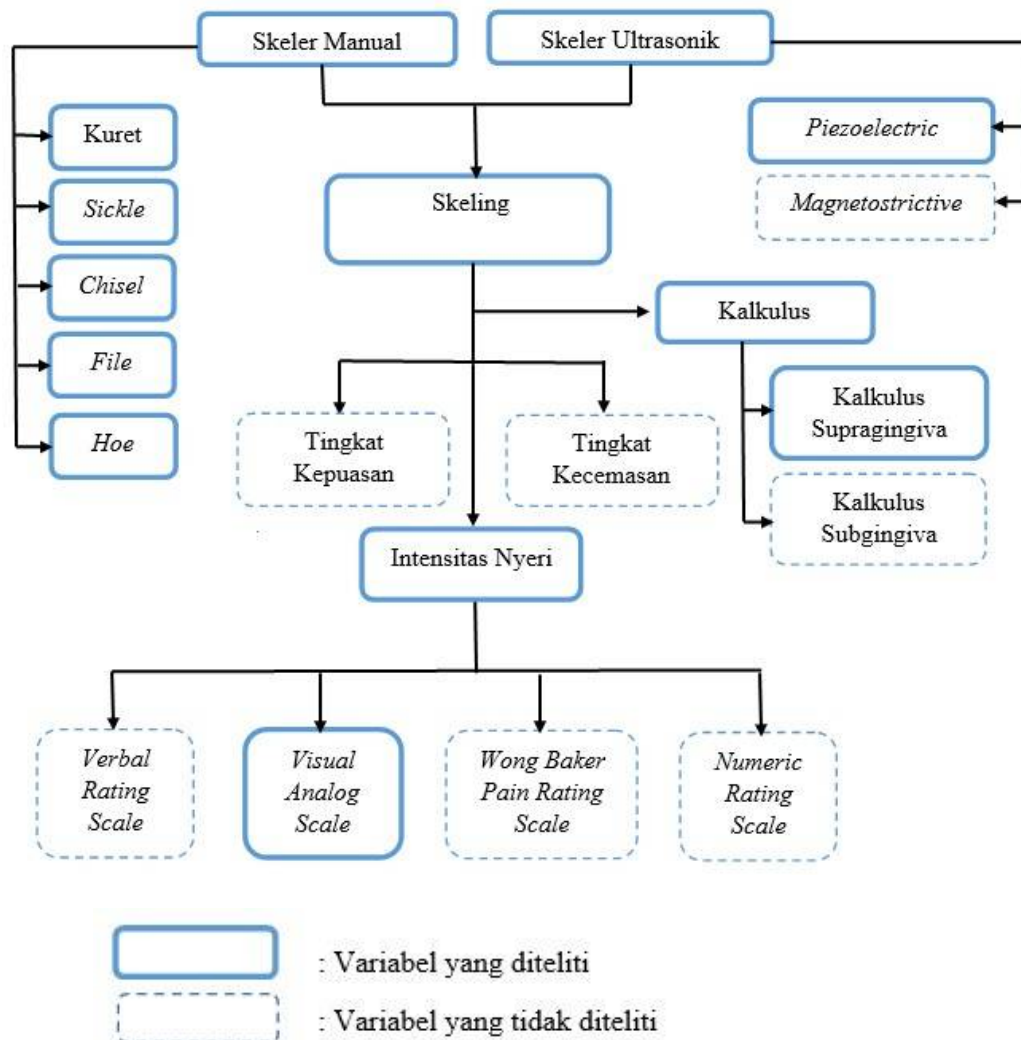 Skeler Manual
Skeler Ultrasonik
Kuret
Sickle
Chisel
File
Hoe
Piezoelectric
Magnetostrictive
Skeling
Kalkulus
Kalkulus
Supragingiva
Kalkulus
Subgingiva
Tingkat
Kepuasan
Tingkat
Kecemasan
Intensitas Nyeri
Verbal
Rating
Scale
Visual
Analog
Scale
Wong Baker
Pain Rating
Scale
Numeric
Rating
Scale
: Variabel yang diteliti
: Variabel yang tidak diteliti